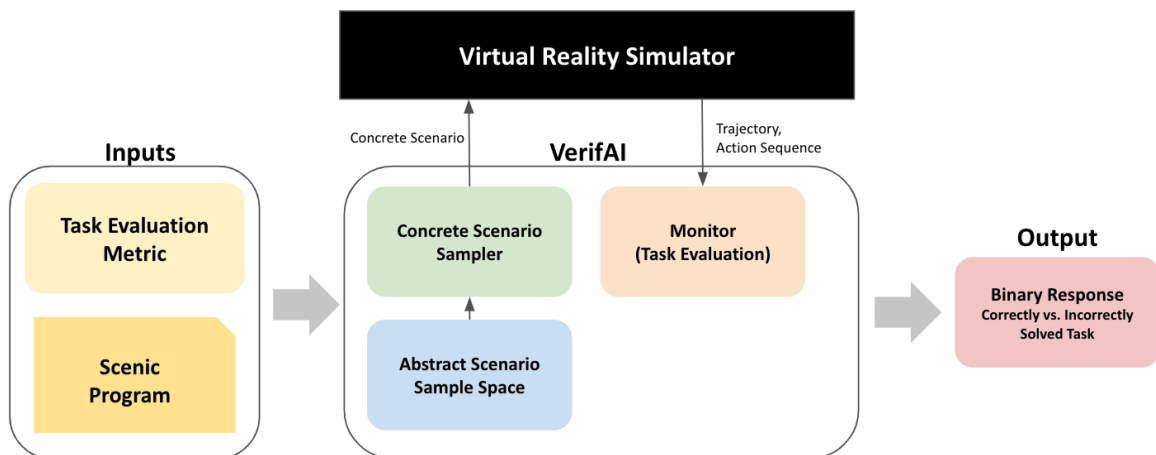 Virtual Reality Simulator
Concrete Scenario
Trajectory,
Action Sequence
Inputs
VerifAI
Task Evaluation
Metric
Scenic
Program
Concrete Scenario
Sampler
Monitor
(Task Evaluation)
Abstract Scenario
Sample Space
Output
Binary Response
Correctly vs. Incorrectly
Solved Task